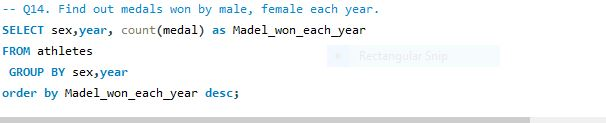 -- Q14. Find out medals won by male, female each year.
SELECT sex,year, count(medal) as Madel_won_each_year
FROM athletes
Rectangular Snip
GROUP BY sex,year
order by Madel_won_each_year desc;